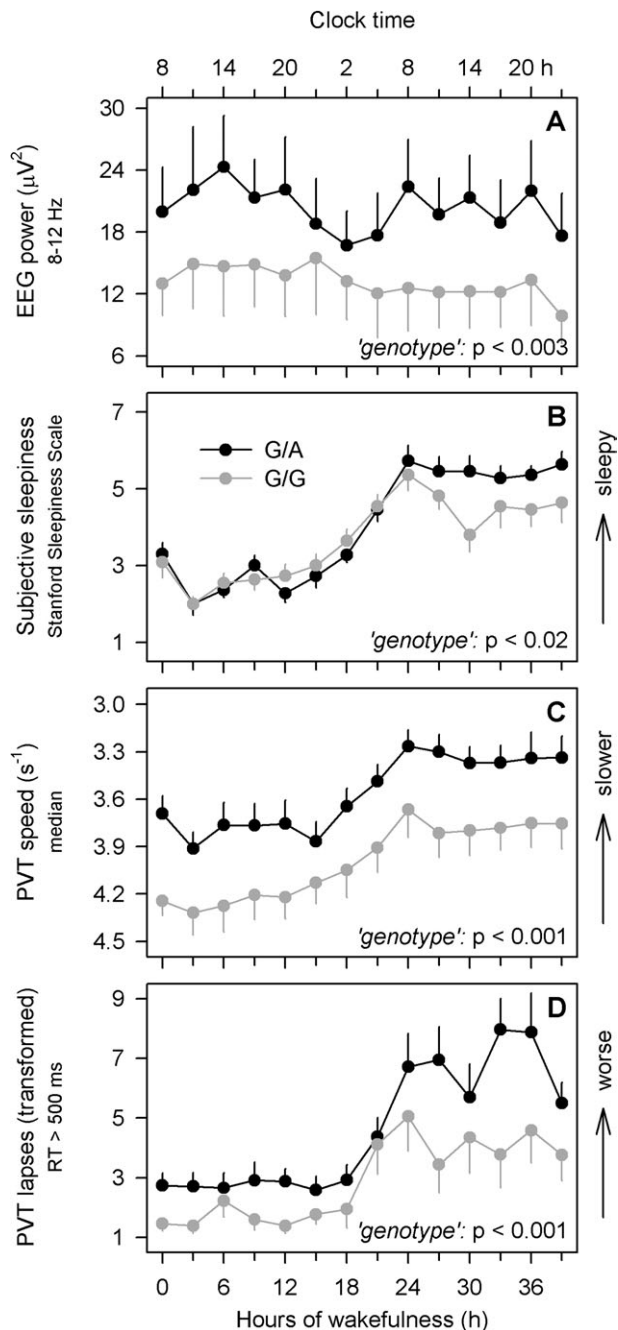 Clock time
8 14 20 2 8 14 20 h
A
30
24
18
12
6
EEG power (μV²)
8-12 Hz
'genotype': p < 0.003
B
7
5
3
1
Subjective sleepiness
Stanford Sleepiness Scale
G/A
G/G
'genotype': p < 0.02
sleepy
C
3.0
3.3
3.6
3.9
4.2
4.5
PVT speed (s⁻¹)
median
'genotype': p < 0.001
slower
D
9
7
5
3
1
PVT lapses (transformed)
RT > 500 ms
'genotype': p < 0.001
worse
0 6 12 18 24 30 36
Hours of wakefulness (h)